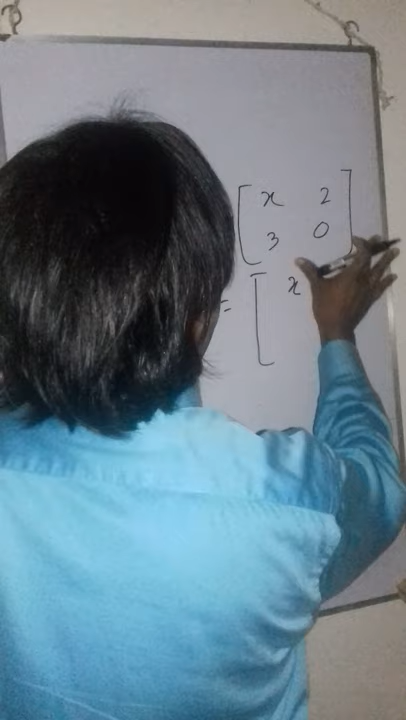 [ x 2 ]
[ 3 0 ]
= [ x